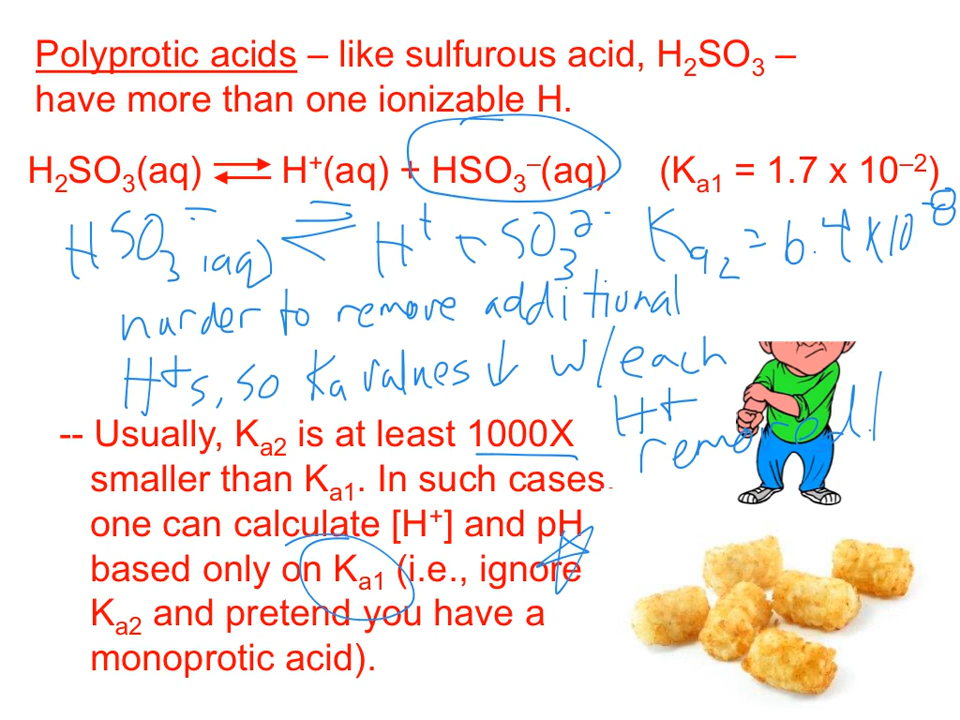 Polyprotic acids – like sulfurous acid, H₂SO₃ –
have more than one ionizable H.
H₂SO₃(aq) ⇌ H⁺(aq) + HSO₃⁻(aq) (Kₐ₁ = 1.7 x 10⁻²)
HSO₃⁻(aq) ⇌ H⁺ + SO₃²⁻ Kₐ₂ = 6.4 x 10⁻⁸
harder to remove additional
H⁺s, so Ka values ↓ w/each
H⁺
removed!
-- Usually, Kₐ₂ is at least 1000X
smaller than Kₐ₁. In such cases
one can calculate [H⁺] and pH
based only on Kₐ₁ (i.e., ignore
Kₐ₂ and pretend you have a
monoprotic acid).